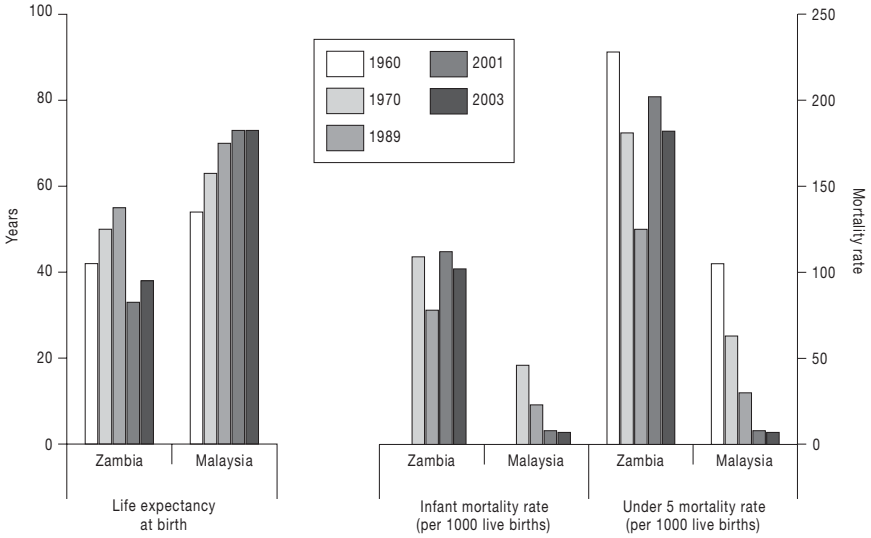 100
80
60
40
20
0
Years
1960
1970
1989
2001
2003
250
200
150
100
50
0
Mortality rate
Zambia
Malaysia
Zambia
Malaysia
Zambia
Malaysia
Life expectancy
at birth
Infant mortality rate
(per 1000 live births)
Under 5 mortality rate
(per 1000 live births)